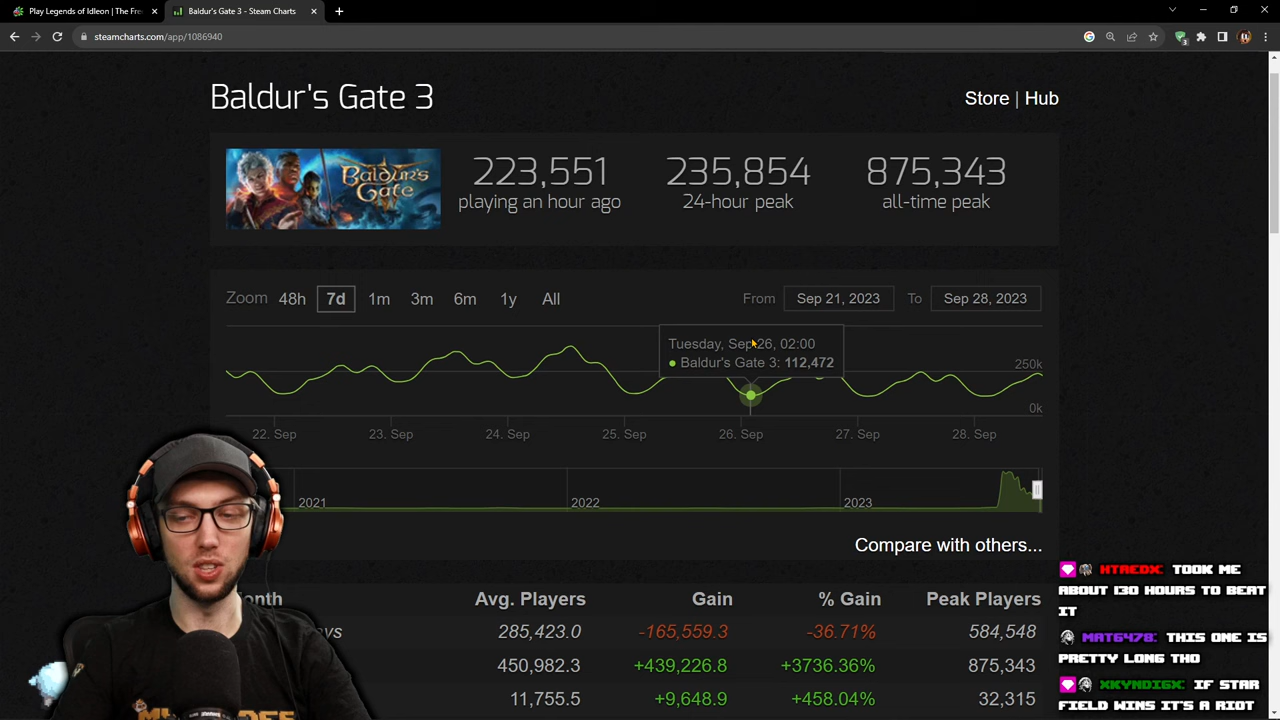 Play Legends of Idleon | The Fre
Baldur's Gate 3 - Steam Charts
steamcharts.com/app/1086940
3
Baldur's Gate 3
Store | Hub
BALDUR'S
GATE
223,551
playing an hour ago
235,854
24-hour peak
875,343
all-time peak
Zoom 48h 7d 1m 3m 6m 1y All
From Sep 21, 2023 To Sep 28, 2023
Tuesday, Sep 26, 02:00
Baldur's Gate 3: 112,472
250k
0k
22. Sep 23. Sep 24. Sep 25. Sep 26. Sep 27. Sep 28. Sep
2021 2022 2023
Compare with others...
onth Avg. Players Gain % Gain Peak Players
ys 285,423.0 -165,559.3 -36.71% 584,548
450,982.3 +439,226.8 +3736.36% 875,343
11,755.5 +9,648.9 +458.04% 32,315
HTREDX: TOOK ME
ABOUT 130 HOURS TO BEAT
IT
MAT6478: THIS ONE IS
PRETTY LONG THO
XKYNDIGX: IF STAR
FIELD WINS IT'S A RIOT